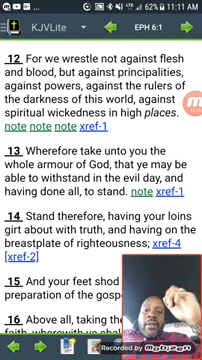 62% 11:11 AM
KJVLite EPH 6:1
12 For we wrestle not against flesh
and blood, but against principalities,
against powers, against the rulers of
the darkness of this world, against
spiritual wickedness in high places.
note note note xref-1
13 Wherefore take unto you the
whole armour of God, that ye may be
able to withstand in the evil day, and
having done all, to stand. note xref-1
14 Stand therefore, having your loins
girt about with truth, and having on the
breastplate of righteousness; xref-4
[xref-2]
15 And your feet shod
preparation of the gospe
16 Above all, taking the
Recorded by Mobizen